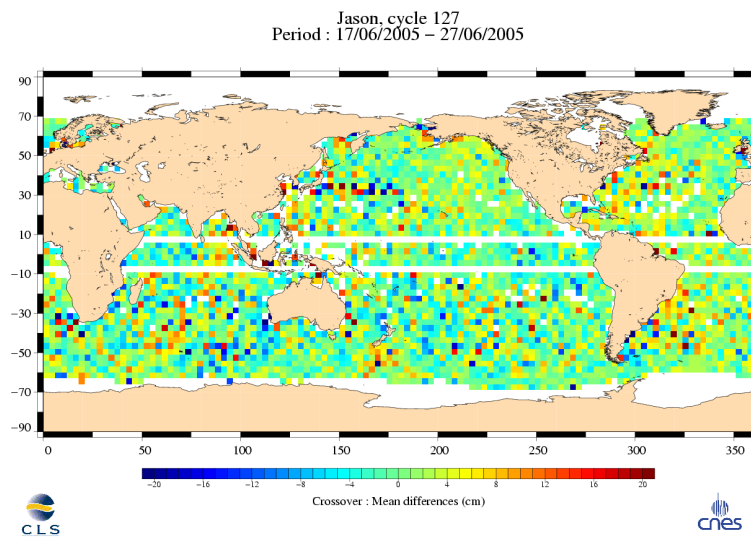 Jason, cycle 127
Period : 17/06/2005 − 27/06/2005
90
70
50
30
10
−10
−30
−50
−70
−90
0 50 100 150 200 250 300 350
−20 −16 −12 −8 −4 0 4 8 12 16 20
Crossover : Mean differences (cm)
CLS
cnes